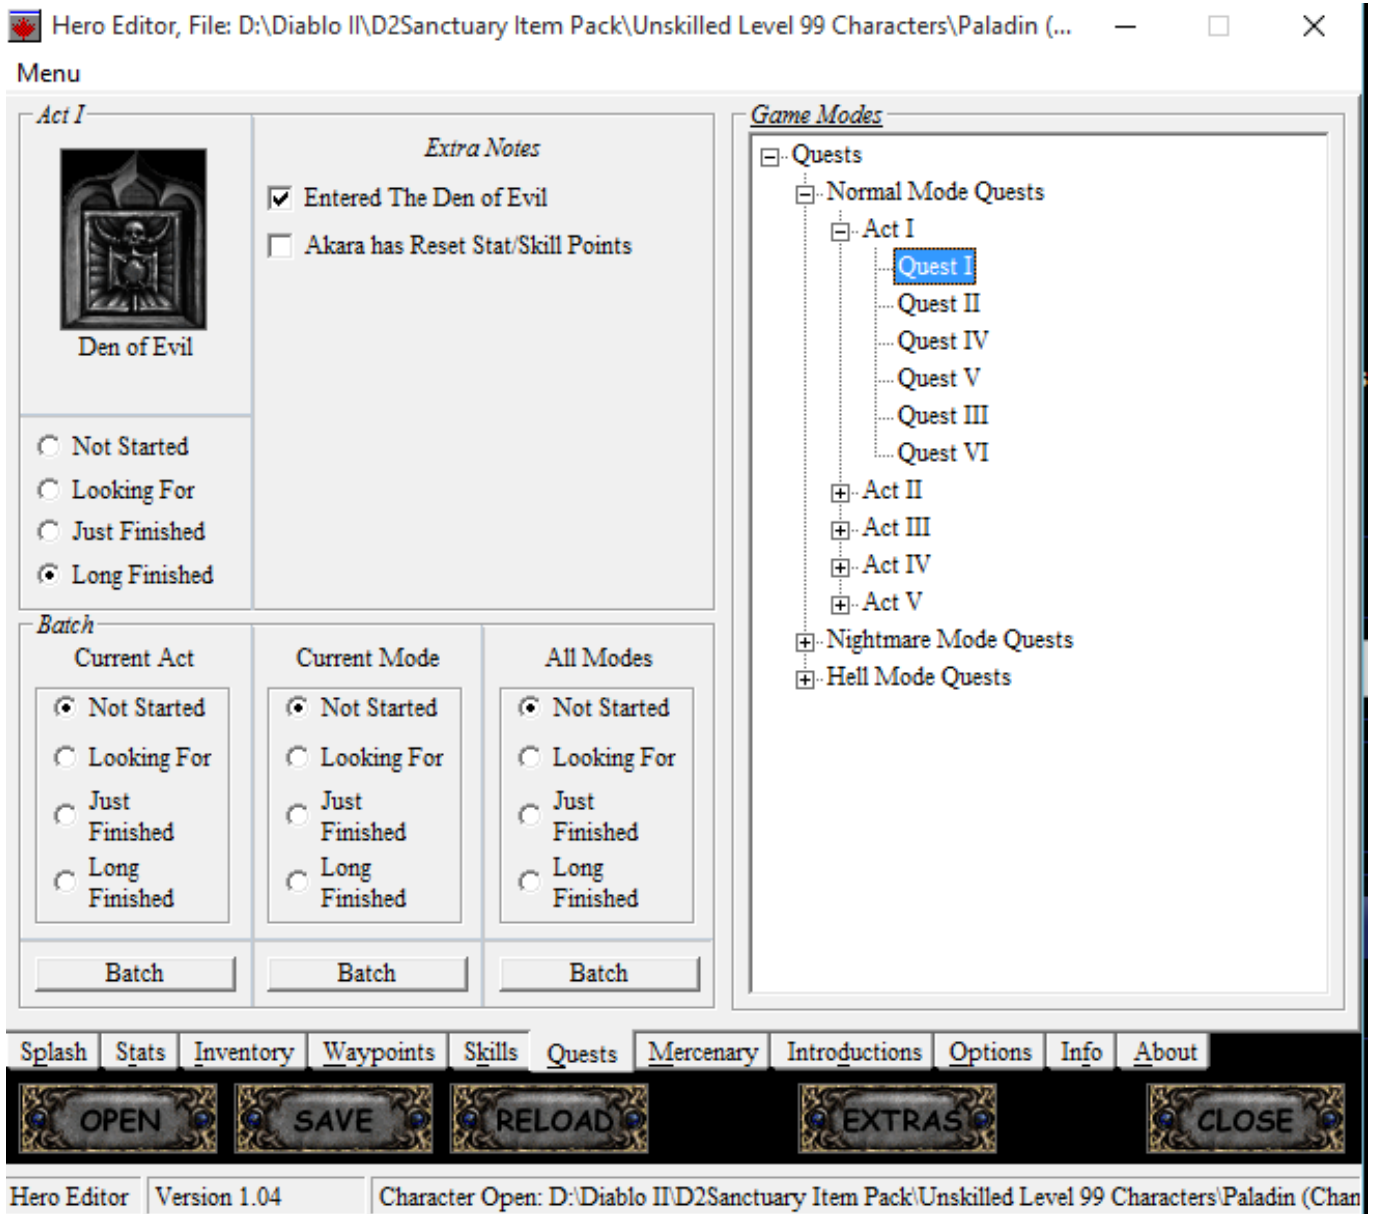 Hero Editor, File: D:\Diablo II\D2Sanctuary Item Pack\Unskilled Level 99 Characters\Paladin (...
Menu
Act I
Extra Notes
Entered The Den of Evil
Akara has Reset Stat/Skill Points
Den of Evil
Not Started
Looking For
Just Finished
Long Finished
Batch
Current Act
Current Mode
All Modes
Not Started
Not Started
Not Started
Looking For
Looking For
Looking For
Just
Finished
Just
Finished
Just
Finished
Long
Finished
Long
Finished
Long
Finished
Batch
Batch
Batch
Game Modes
Quests
Normal Mode Quests
Act I
Quest I
Quest II
Quest IV
Quest V
Quest III
Quest VI
Act II
Act III
Act IV
Act V
Nightmare Mode Quests
Hell Mode Quests
Splash Stats Inventory Waypoints Skills Quests Mercenary Introductions Options Info About
OPEN SAVE RELOAD EXTRAS CLOSE
Hero Editor Version 1.04 Character Open: D:\Diablo II\D2Sanctuary Item Pack\Unskilled Level 99 Characters\Paladin (Chan